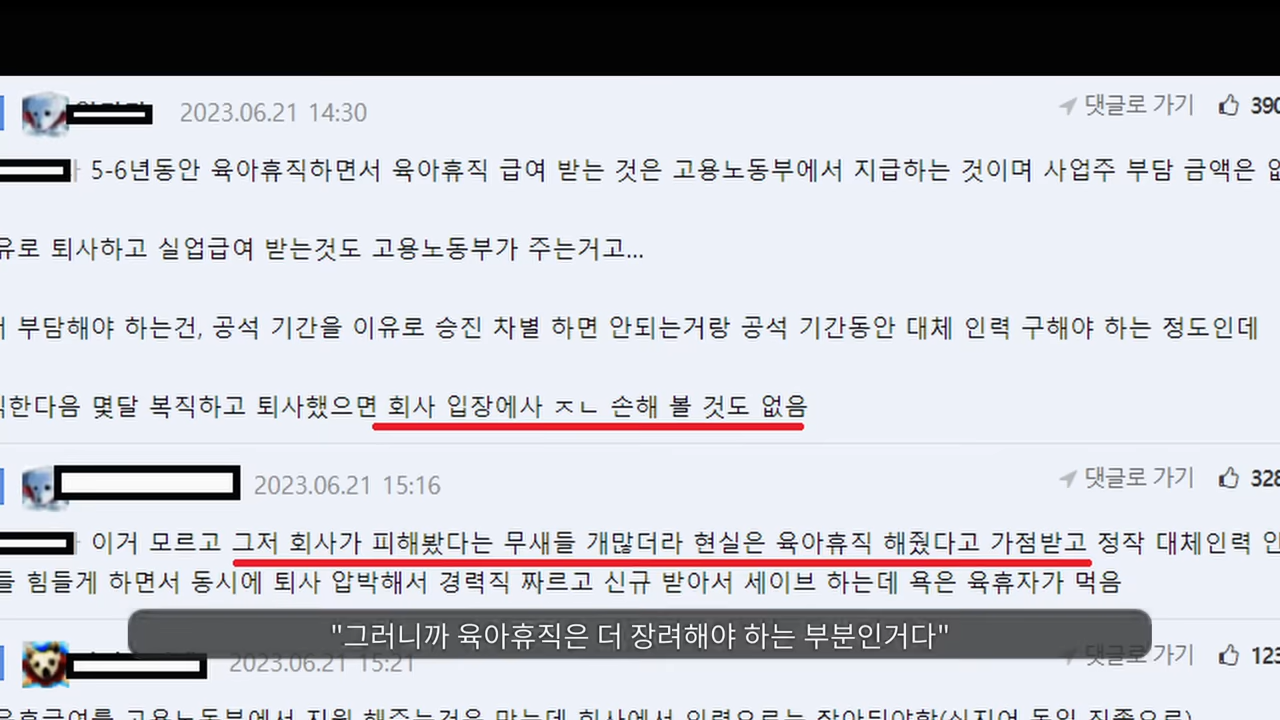 2023.06.21 14:30 댓글로 가기 390
5-6년동안 육아휴직하면서 육아휴직 급여 받는 것은 고용노동부에서 지급하는 것이며 사업주 부담 금액은
유로 퇴사하고 실업급여 받는것도 고용노동부가 주는거고...
부담해야 하는건, 공석 기간을 이유로 승진 차별 하면 안되는거랑 공석 기간동안 대체 인력 구해야 하는 정도인데
직한다음 몇달 복직하고 퇴사했으면 회사 입장에사 ㅈㄴ 손해 볼 것도 없음
2023.06.21 15:16 댓글로 가기 328
이거 모르고 그저 회사가 피해봤다는 무새들 개많더라 현실은 육아휴직 해줬다고 가점받고 정작 대체인력
들 힘들게 하면서 동시에 퇴사 압박해서 경력직 짜르고 신규 받아서 세이브 하는데 욕은 육휴자가 먹음
"그러니까 육아휴직은 더 장려해야 하는 부분인거다"
2023.06.21 15:21 댓글로 가기 123